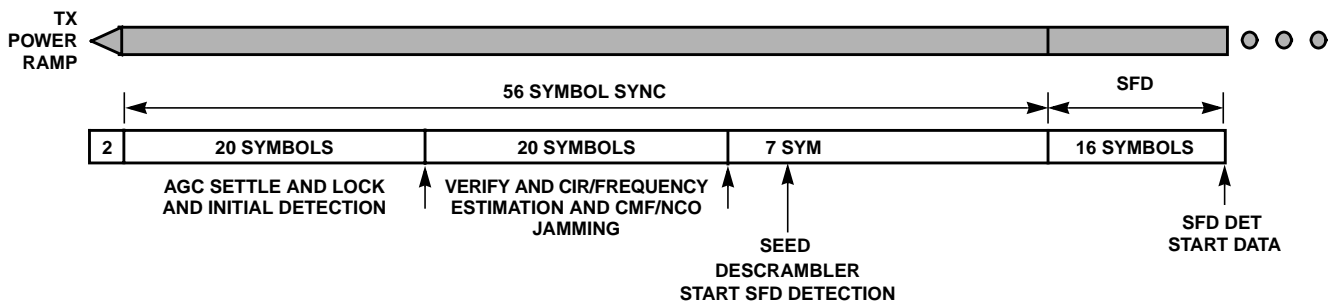 TX
POWER
RAMP
56 SYMBOL SYNC
SFD
2
20 SYMBOLS
20 SYMBOLS
7 SYM
16 SYMBOLS
AGC SETTLE AND LOCK
AND INITIAL DETECTION
VERIFY AND CIR/FREQUENCY
ESTIMATION AND CMF/NCO
JAMMING
SEED
DESCRAMBLER
START SFD DETECTION
SFD DET
START DATA